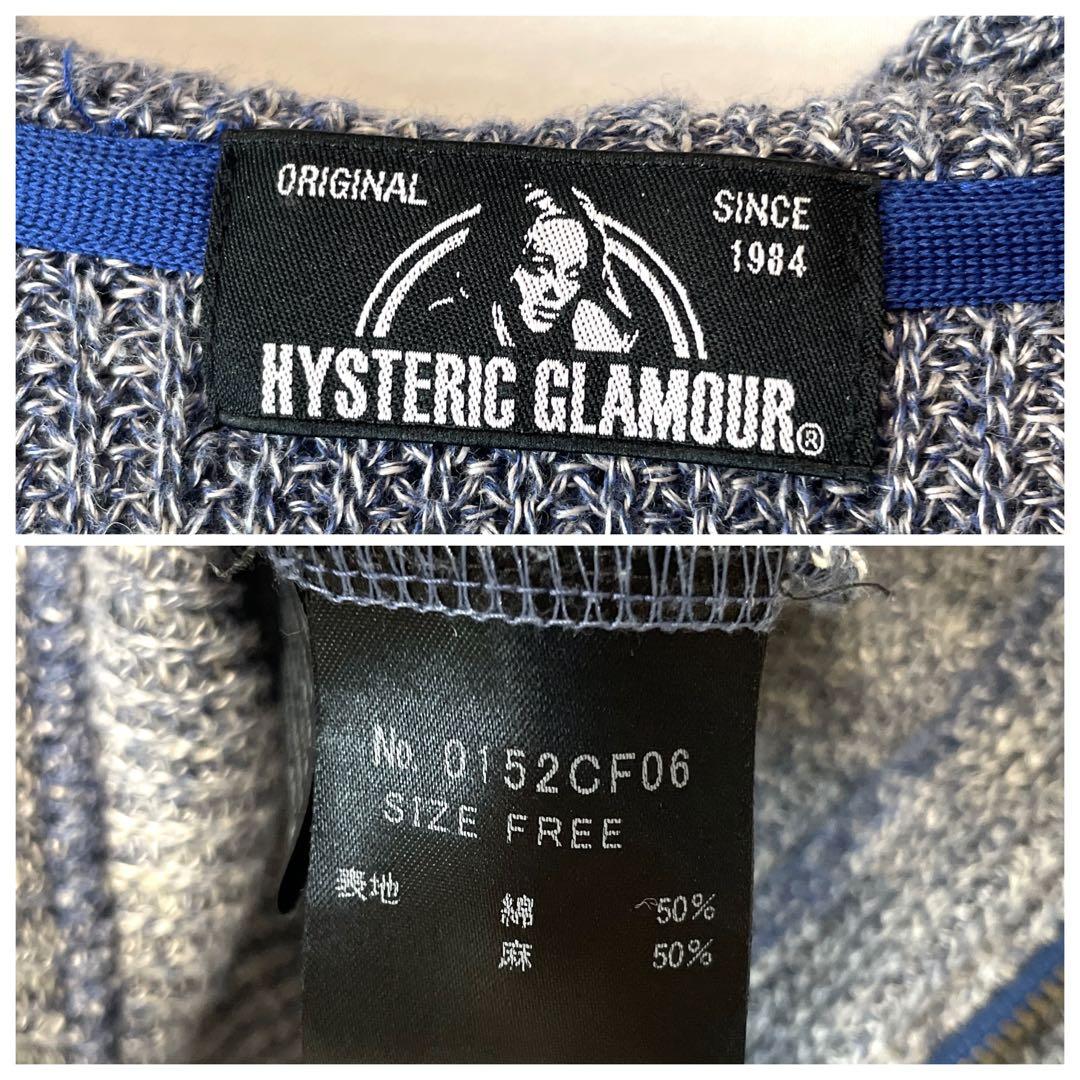 ORIGINAL
SINCE
1984
HYSTERIC GLAMOUR®
No. 0152CF06
SIZE FREE
表地
綿 50%
麻 50%